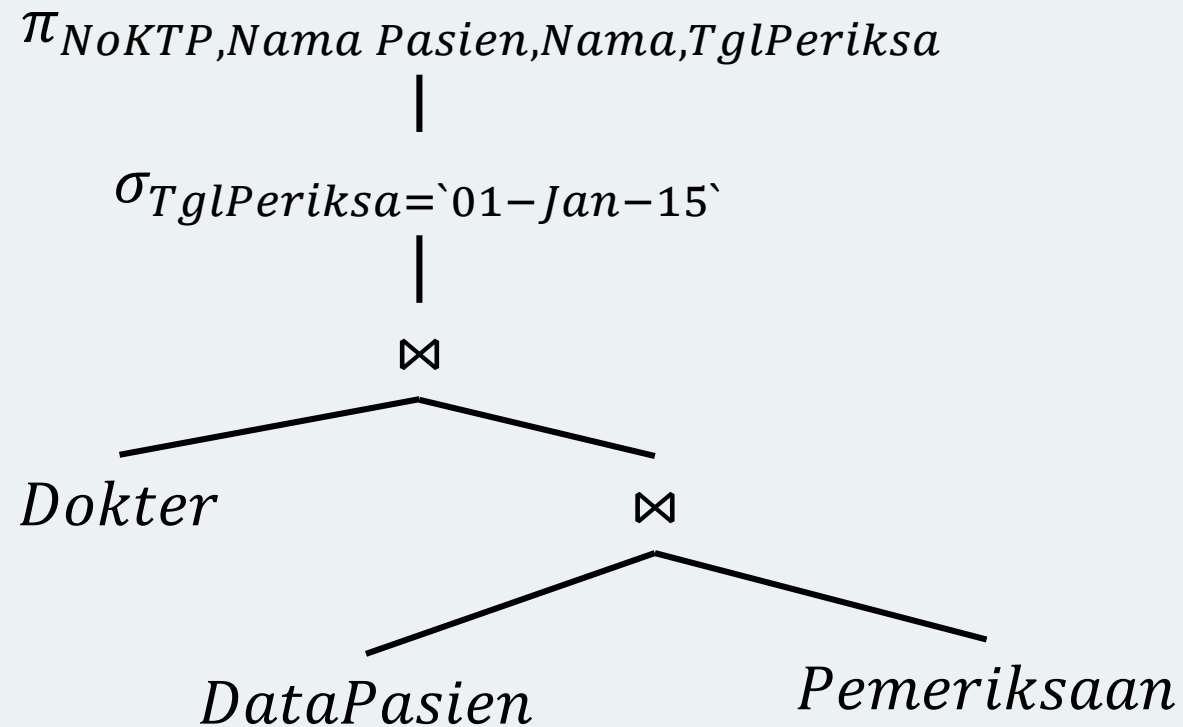 π NoKTP,Nama Pasien,Nama,TglPeriksa
σ TglPeriksa=`01−Jan−15`
⋈
Dokter
⋈
DataPasien
Pemeriksaan